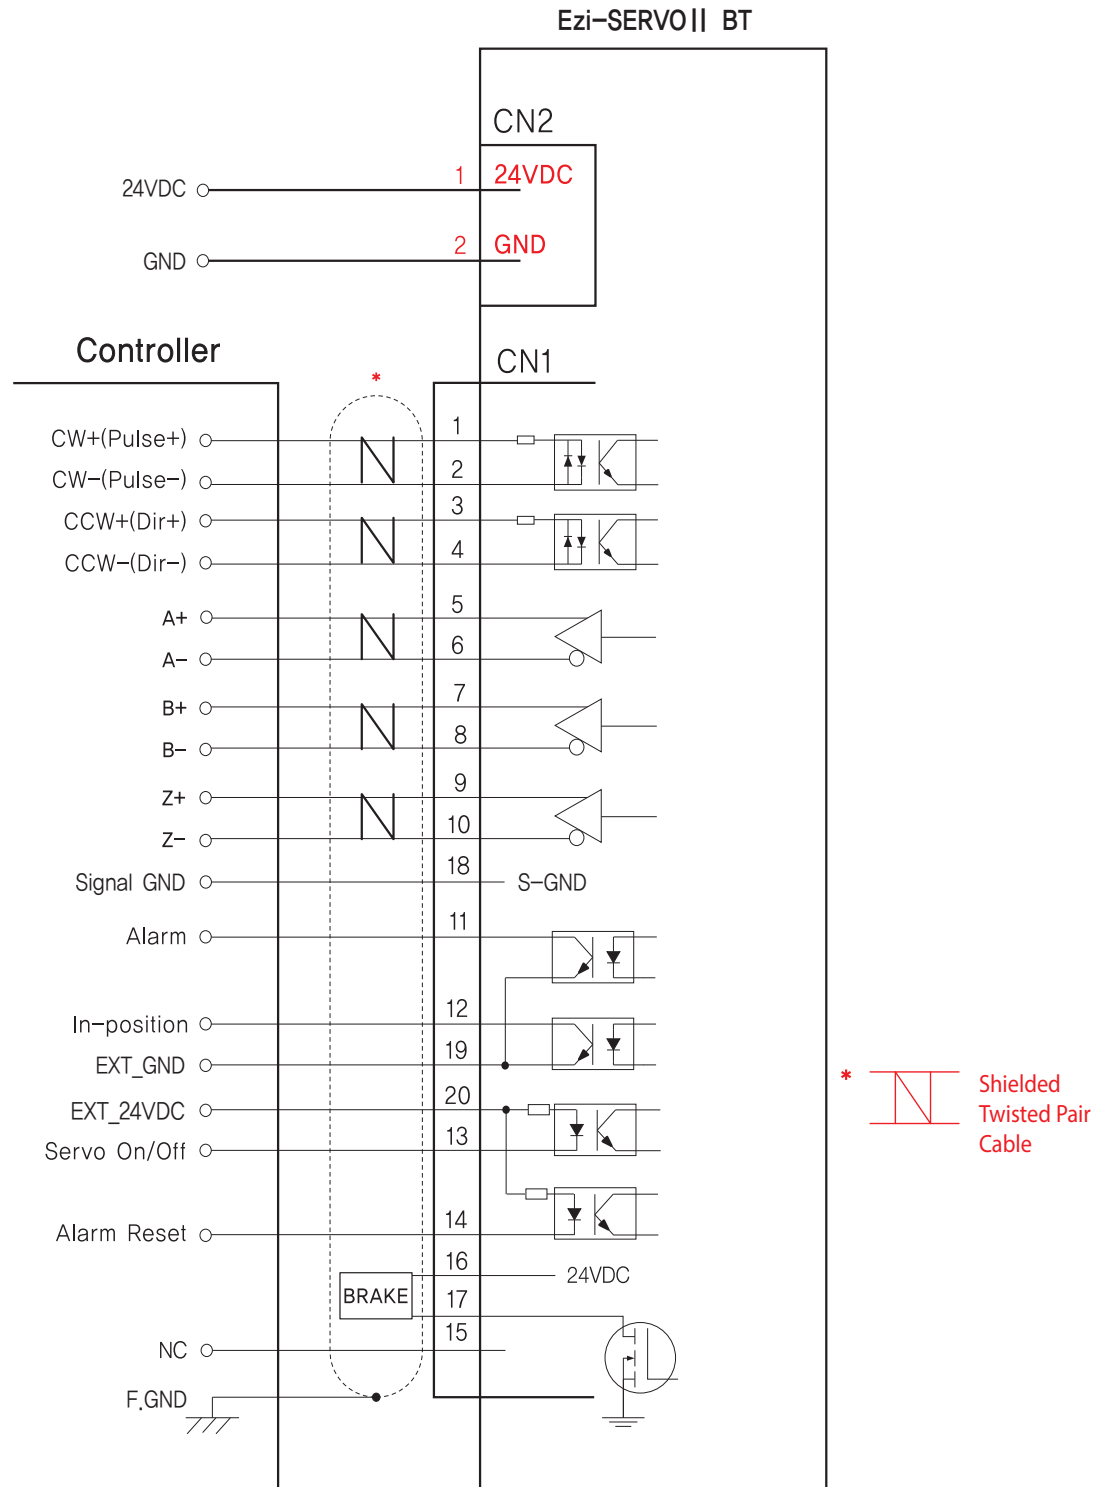 Ezi-SERVOII BT
CN2
24VDC 1 24VDC
GND 2 GND
Controller
CN1
*
CW+(Pulse+) 1
CW-(Pulse-) 2
CCW+(Dir+) 3
CCW-(Dir-) 4
A+ 5
A- 6
B+ 7
B- 8
Z+ 9
Z- 10
Signal GND 18 S-GND
Alarm 11
In-position 12
EXT_GND 19
EXT_24VDC 20
Servo On/Off 13
Alarm Reset 14
16 24VDC
BRAKE
17
NC 15
F.GND
* Shielded
Twisted Pair
Cable